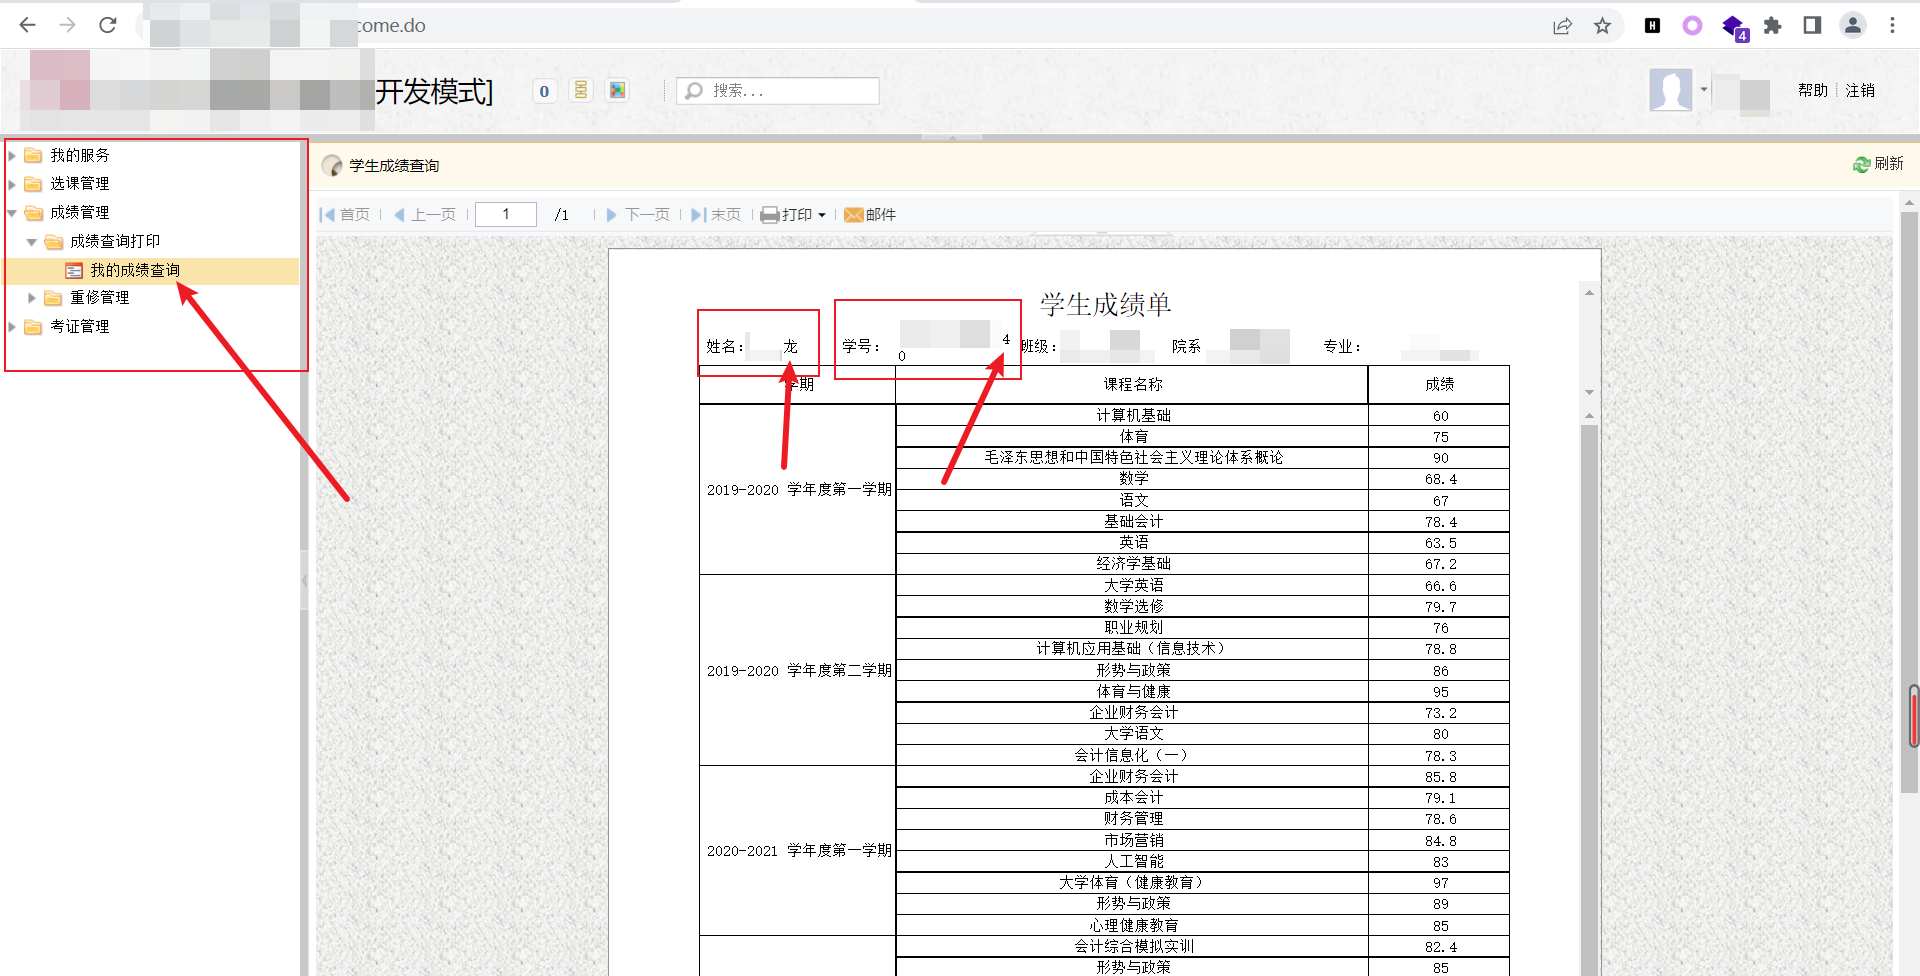 come.do
4
开发模式]
0
搜索...
帮助 注销
我的服务
选课管理
成绩管理
成绩查询打印
我的成绩查询
重修管理
考证管理
学生成绩查询
刷新
首页 上一页 1 /1 下一页 末页 打印 邮件
学生成绩单
姓名: 龙 学号: 4 班级: 院系 专业:
0
学期 课程名称 成绩
2019-2020 学年度第一学期
计算机基础 60
体育 75
毛泽东思想和中国特色社会主义理论体系概论 90
数学 68.4
语文 67
基础会计 78.4
英语 63.5
经济学基础 67.2
2019-2020 学年度第二学期
大学英语 66.6
数学选修 79.7
职业规划 76
计算机应用基础（信息技术） 78.8
形势与政策 86
体育与健康 95
企业财务会计 73.2
大学语文 80
会计信息化（一） 78.3
2020-2021 学年度第一学期
企业财务会计 85.8
成本会计 79.1
财务管理 78.6
市场营销 84.8
人工智能 83
大学体育（健康教育） 97
形势与政策 89
心理健康教育 85
会计综合模拟实训 82.4
形势与政策 85